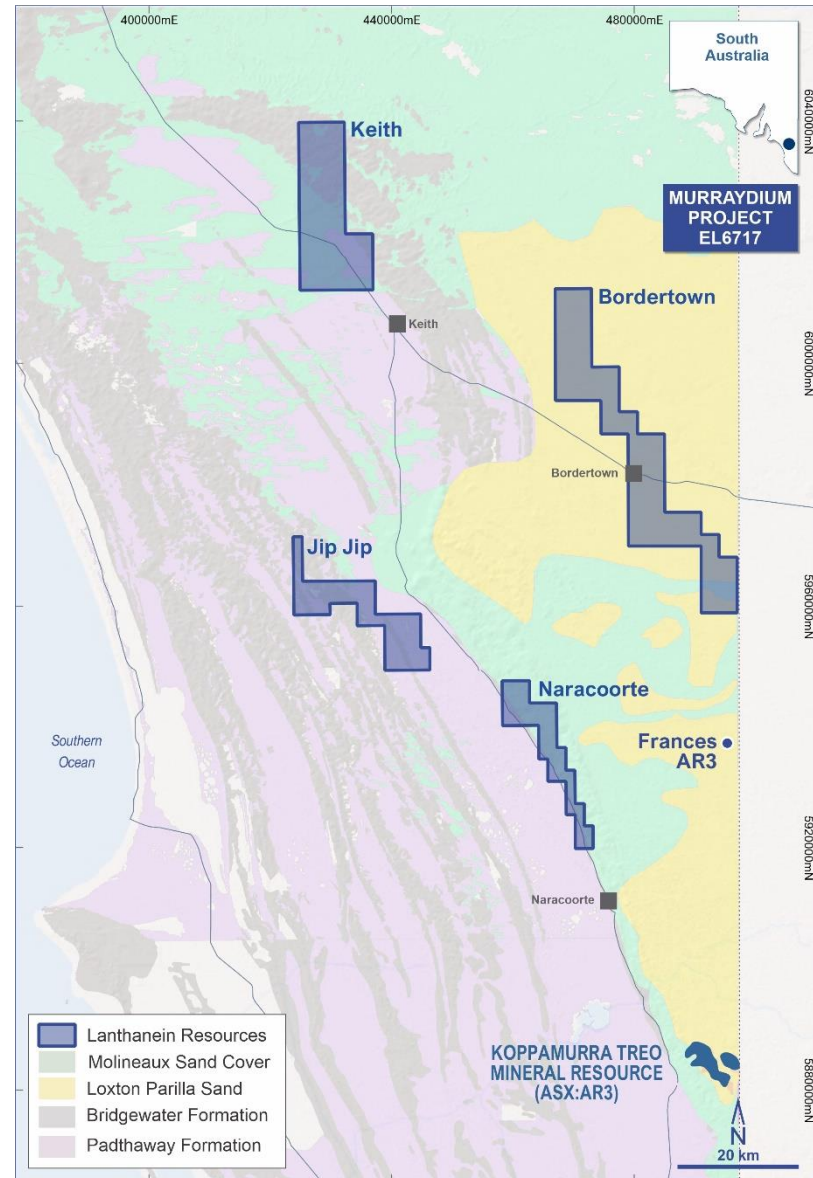 400000mE
440000mE
480000mE
South
Australia
6040000mN
Keith
MURRAYDIUM
PROJECT
EL6717
Bordertown
Keith
6000000mN
Bordertown
Jip Jip
5960000mN
Naracoorte
Southern
Ocean
Frances
AR3
5920000mN
Naracoorte
Lanthanein Resources
Molineaux Sand Cover
Loxton Parilla Sand
Bridgewater Formation
Padthaway Formation
KOPPAMURRA TREO
MINERAL RESOURCE
(ASX:AR3)
5880000mN
N
20 km